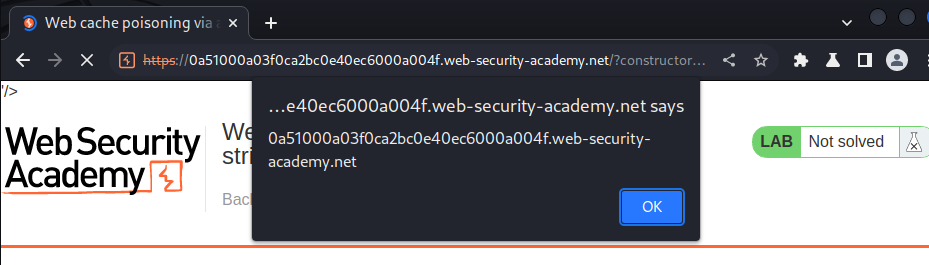 Web cache poisoning via a
https://0a51000a03f0ca2bc0e40ec6000a004f.web-security-academy.net/?constructor...
'/>
...e40ec6000a004f.web-security-academy.net says
0a51000a03f0ca2bc0e40ec6000a004f.web-security-
academy.net
OK
Web Security
Academy
We
stri
Bac
LAB Not solved